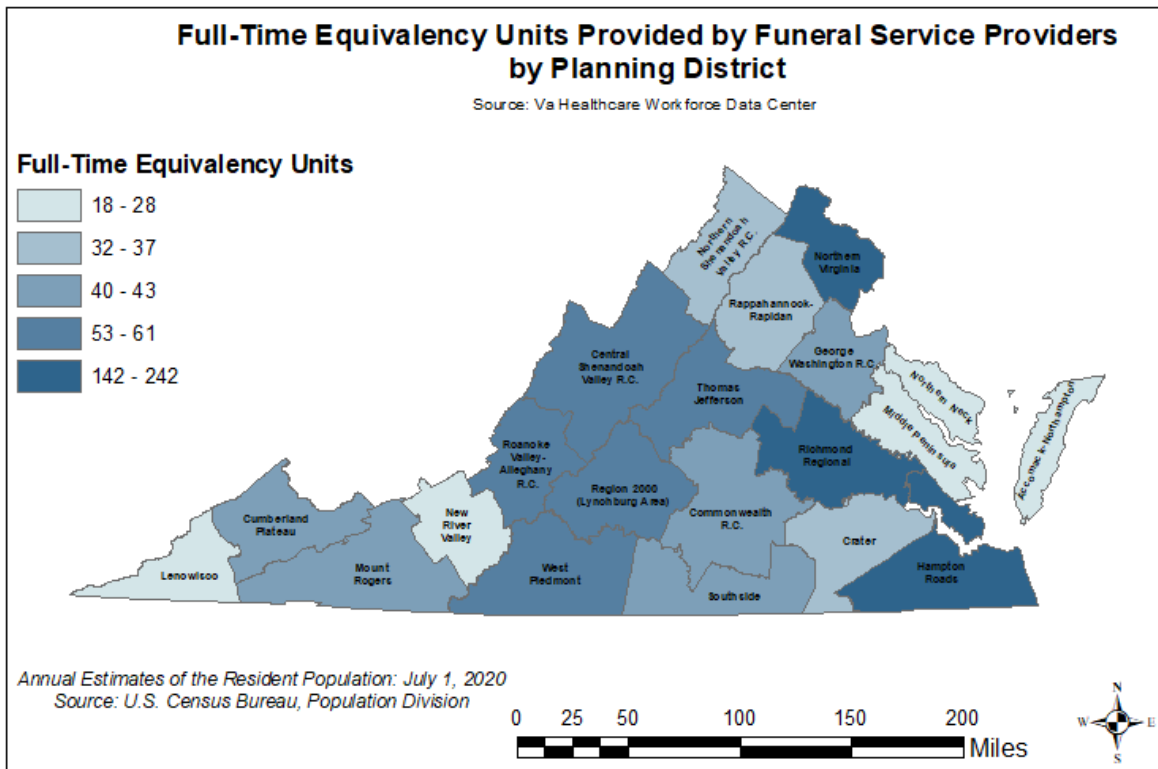 Full-Time Equivalency Units Provided by Funeral Service Providers
by Planning District
Source: Va Healthcare Workforce Data Center
Full-Time Equivalency Units
18 - 28
32 - 37
40 - 43
53 - 61
142 - 242
Northern
Shenandoah
Valley R.C.
Northern
Virginia
Rappahannock-
Rapidan
George
Washington R.C.
Central
Shenandoah
Valley R.C.
Thomas
Jefferson
Northern Neck
Middle Peninsula
Accomack-Northampton
Richmond
Regional
Roanoke
Valley-
Alleghany
R.C.
Region 2000
(Lynchburg Area)
Commonwealth
R.C.
New
River
Valley
Cumberland
Plateau
Crater
Lenowisco
Mount
Rogers
West
Piedmont
Southside
Hampton
Roads
Annual Estimates of the Resident Population: July 1, 2020
Source: U.S. Census Bureau, Population Division
0 25 50 100 150 200
Miles
N
W E
S